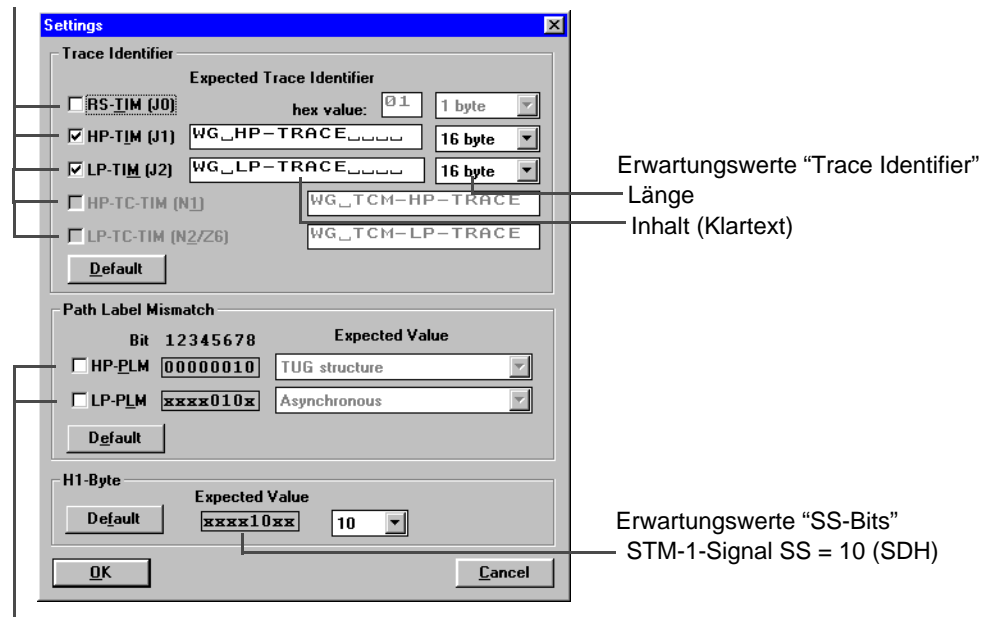 Settings
Trace Identifier
Expected Trace Identifier
RS-TIM (J0) hex value: 01 1 byte
HP-TIM (J1) WG␣HP-TRACE␣␣␣␣ 16 byte
LP-TIM (J2) WG␣LP-TRACE␣␣␣␣ 16 byte
HP-TC-TIM (N1) WG␣TCM-HP-TRACE
LP-TC-TIM (N2/Z6) WG␣TCM-LP-TRACE
Default
Erwartungswerte “Trace Identifier”
Länge
Inhalt (Klartext)
Path Label Mismatch
Bit 12345678 Expected Value
HP-PLM 00000010 TUG structure
LP-PLM xxxx010x Asynchronous
Default
H1-Byte
Expected Value
Default xxxx10xx 10
Erwartungswerte “SS-Bits”
STM-1-Signal SS = 10 (SDH)
OK Cancel